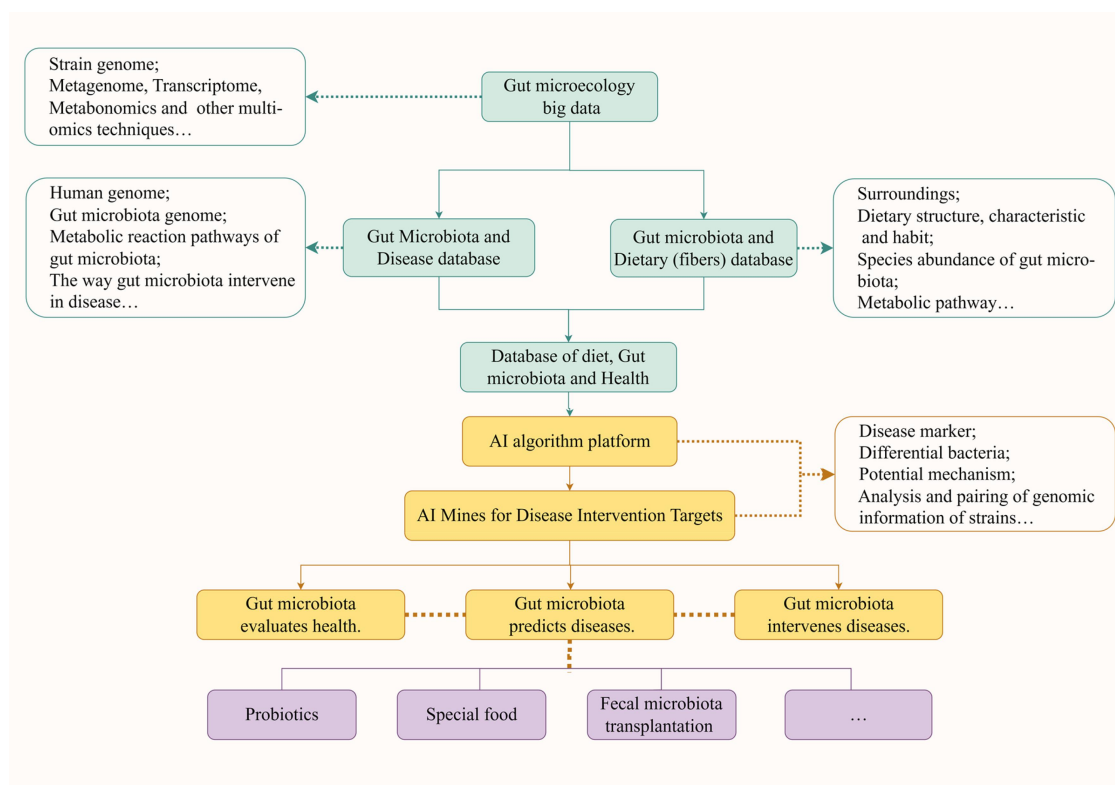 Strain genome;
Metagenome, Transcriptome,
Metabonomics and other multi-
omics techniques…
Gut microecology
big data
Human genome;
Gut microbiota genome;
Metabolic reaction pathways of
gut microbiota;
The way gut microbiota intervene
in disease…
Gut Microbiota and
Disease database
Gut microbiota and
Dietary (fibers) database
Surroundings;
Dietary structure, characteristic
and habit;
Species abundance of gut micro-
biota;
Metabolic pathway…
Database of diet, Gut
microbiota and Health
AI algorithm platform
AI Mines for Disease Intervention Targets
Disease marker;
Differential bacteria;
Potential mechanism;
Analysis and pairing of genomic
information of strains…
Gut microbiota
evaluates health.
Gut microbiota
predicts diseases.
Gut microbiota
intervenes diseases.
Probiotics
Special food
Fecal microbiota
transplantation
…